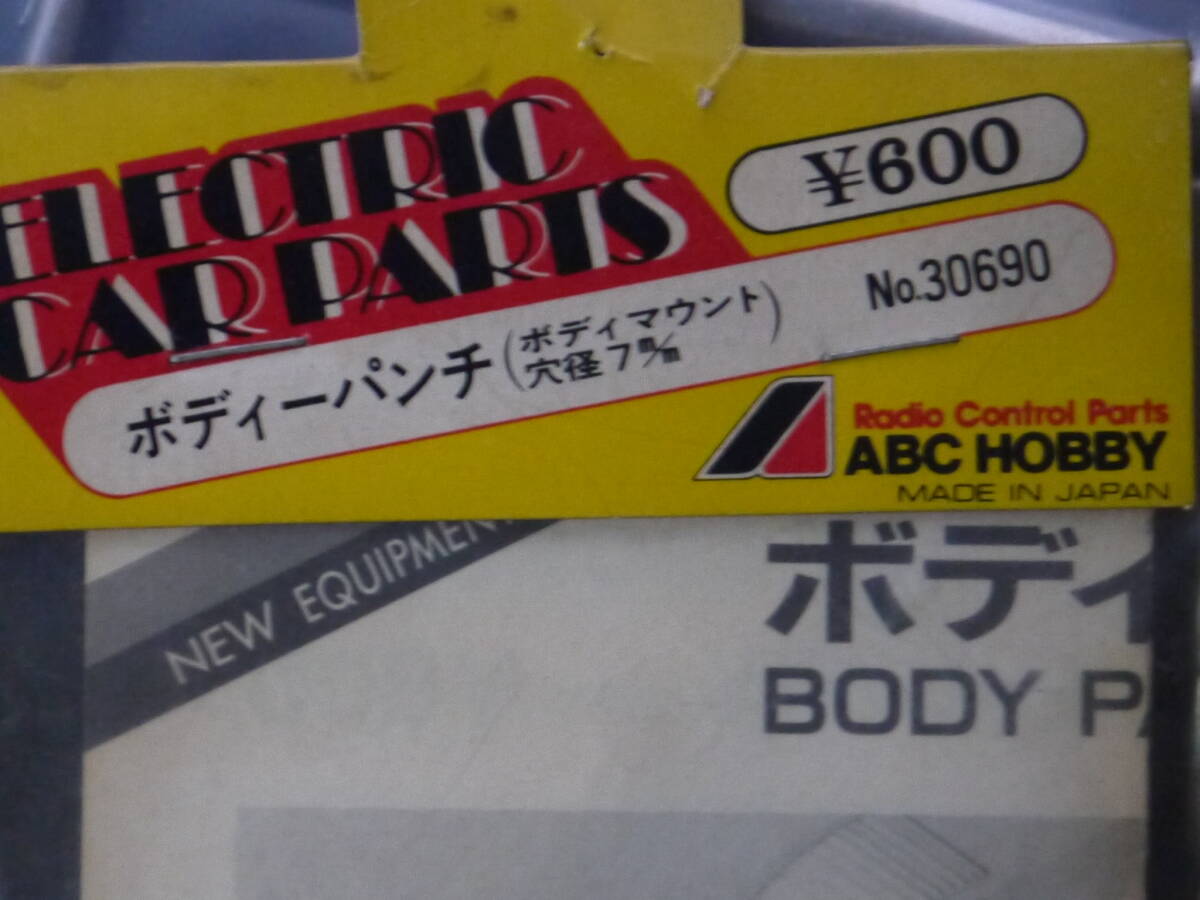 ELECTRIC
CAR PARTS
¥600
ボディーパンチ(ボディマウント
穴径7m/m)
No.30690
Radio Control Parts
ABC HOBBY
MADE IN JAPAN
NEW EQUIPMEN
ボディ
BODY P